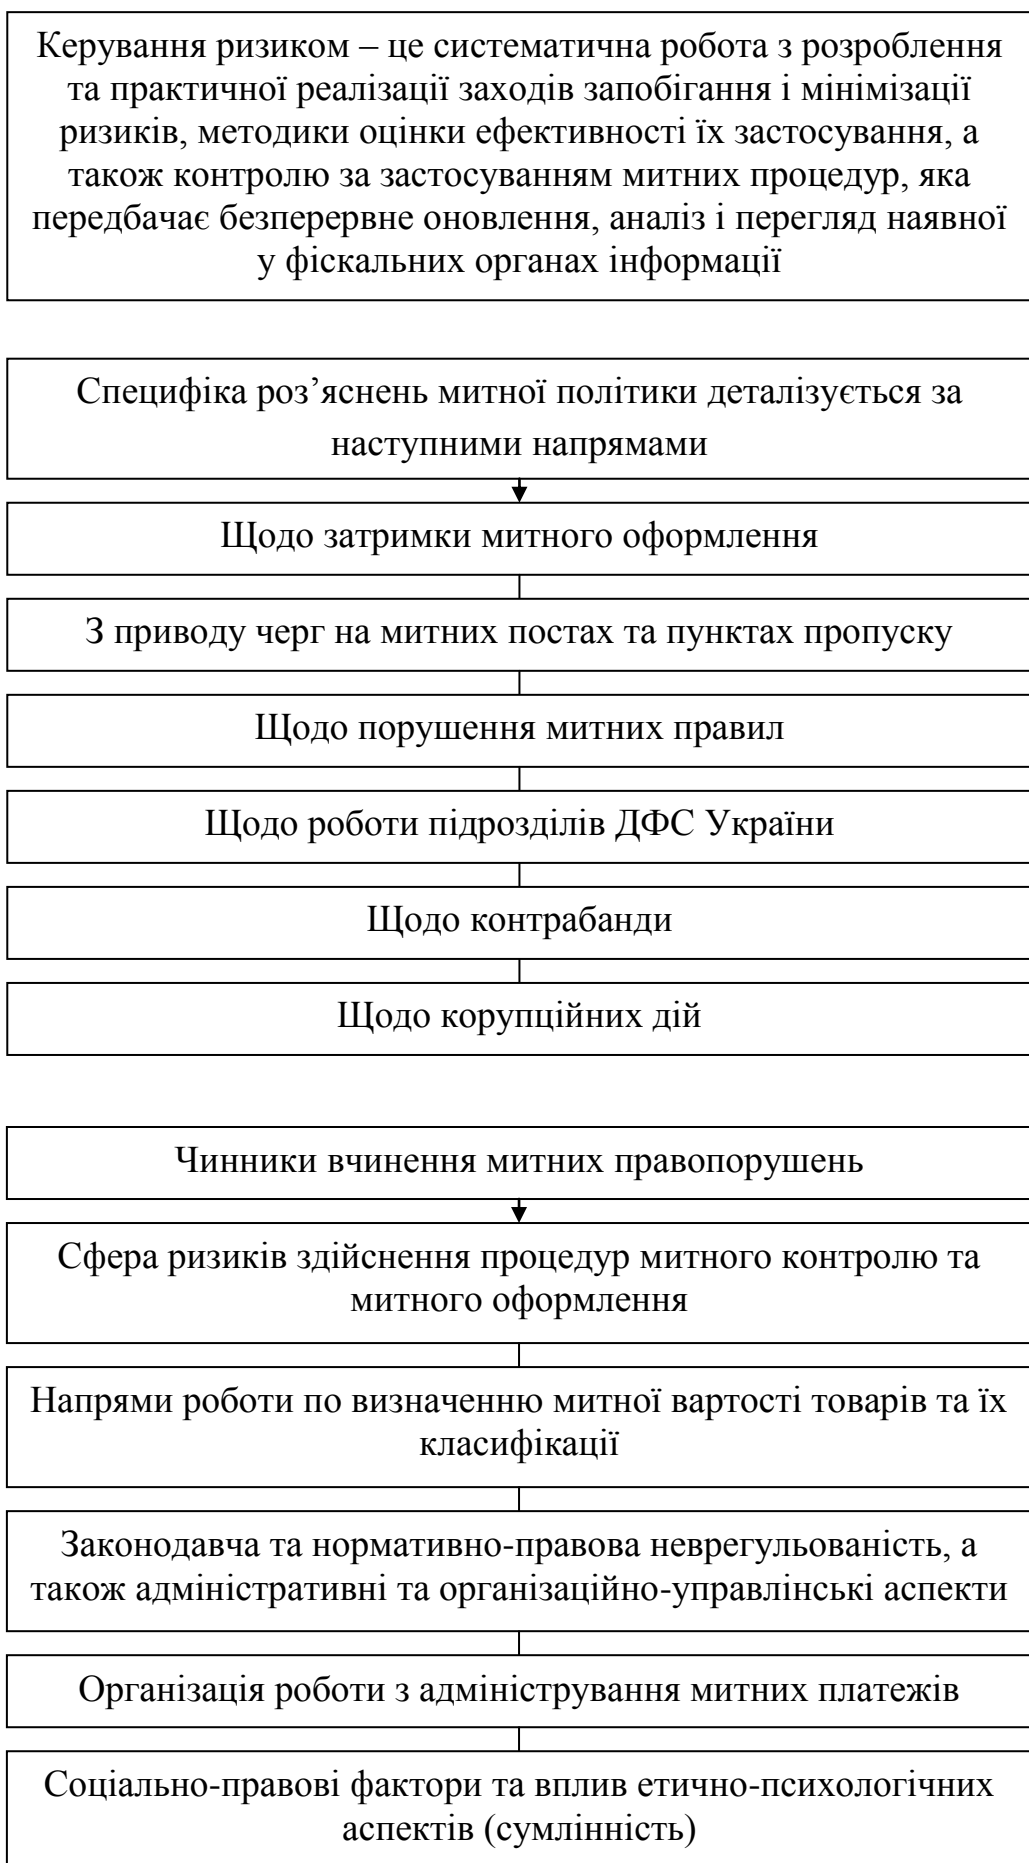 Керування ризиком – це систематична робота з розроблення
та практичної реалізації заходів запобігання і мінімізації
ризиків, методики оцінки ефективності їх застосування, а
також контролю за застосуванням митних процедур, яка
передбачає безперервне оновлення, аналіз і перегляд наявної
у фіскальних органах інформації
Специфіка роз’яснень митної політики деталізується за
наступними напрямами
Щодо затримки митного оформлення
З приводу черг на митних постах та пунктах пропуску
Щодо порушення митних правил
Щодо роботи підрозділів ДФС України
Щодо контрабанди
Щодо корупційних дій
Чинники вчинення митних правопорушень
Сфера ризиків здійснення процедур митного контролю та
митного оформлення
Напрями роботи по визначенню митної вартості товарів та їх
класифікації
Законодавча та нормативно-правова неврегульованість, а
також адміністративні та організаційно-управлінські аспекти
Організація роботи з адміністрування митних платежів
Соціально-правові фактори та вплив етично-психологічних
аспектів (сумлінність)